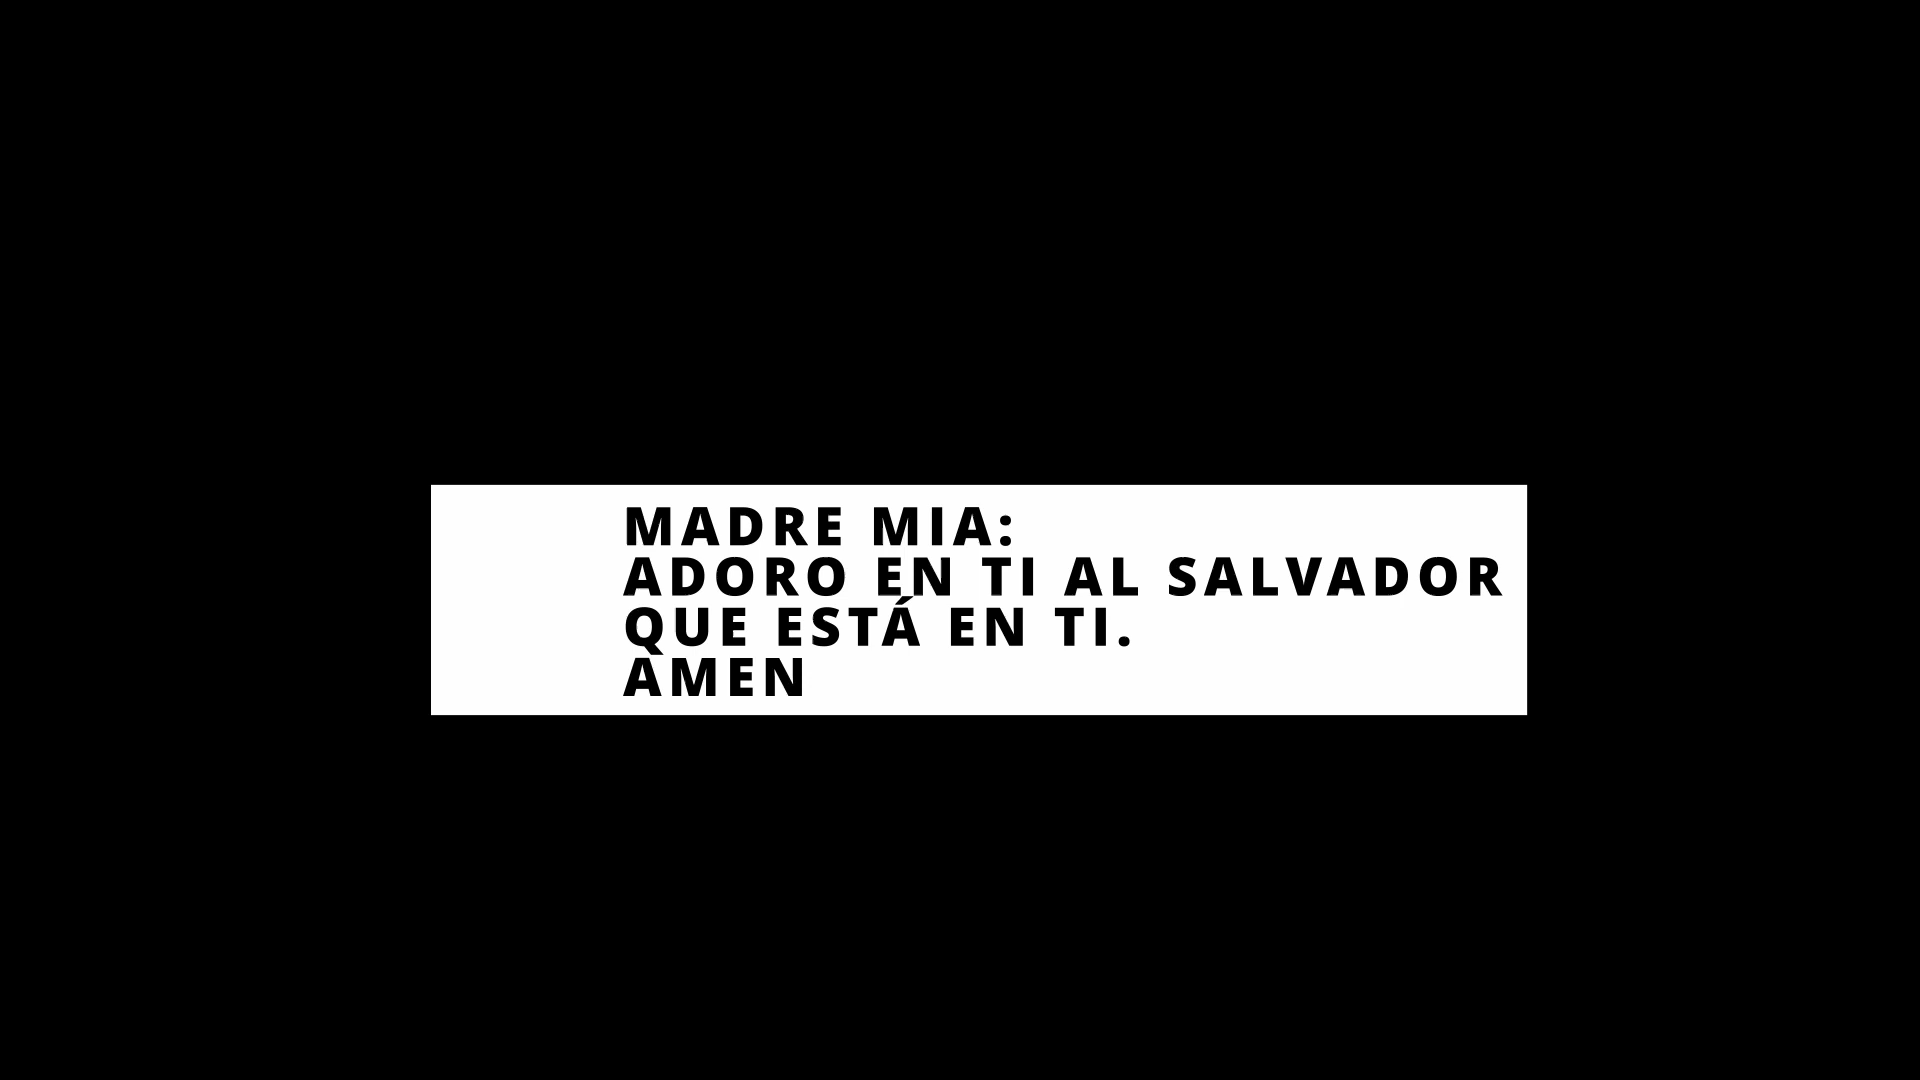 MADRE MIA:
ADORO EN TI AL SALVADOR
QUE ESTÁ EN TI.
AMEN